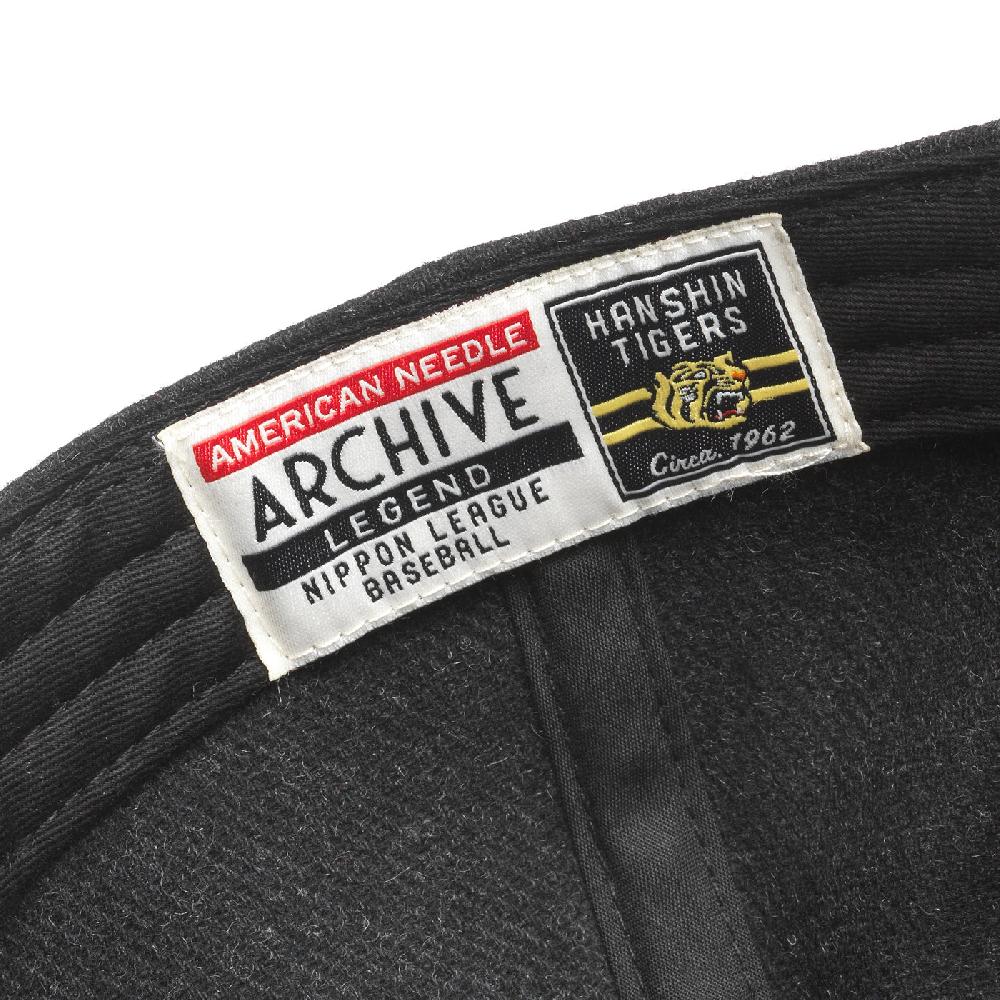 AMERICAN NEEDLE
ARCHIVE
LEGEND
NIPPON LEAGUE
BASEBALL
HANSHIN
TIGERS
Circa. 1962